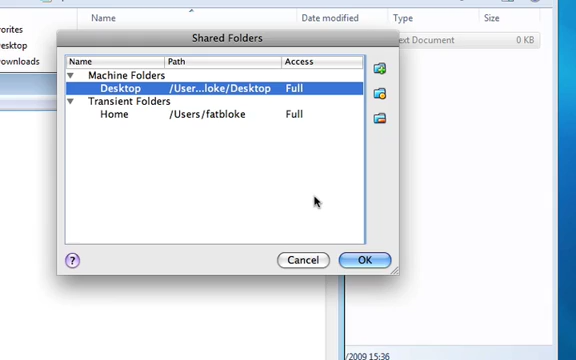 Name
Date modified
Type
Size
orites
esktop
ownloads
ext Document
0 KB
Shared Folders
Name
Path
Access
Machine Folders
Desktop
/User...loke/Desktop
Full
Transient Folders
Home
/Users/fatbloke
Full
?
Cancel
OK
/2009 15:36